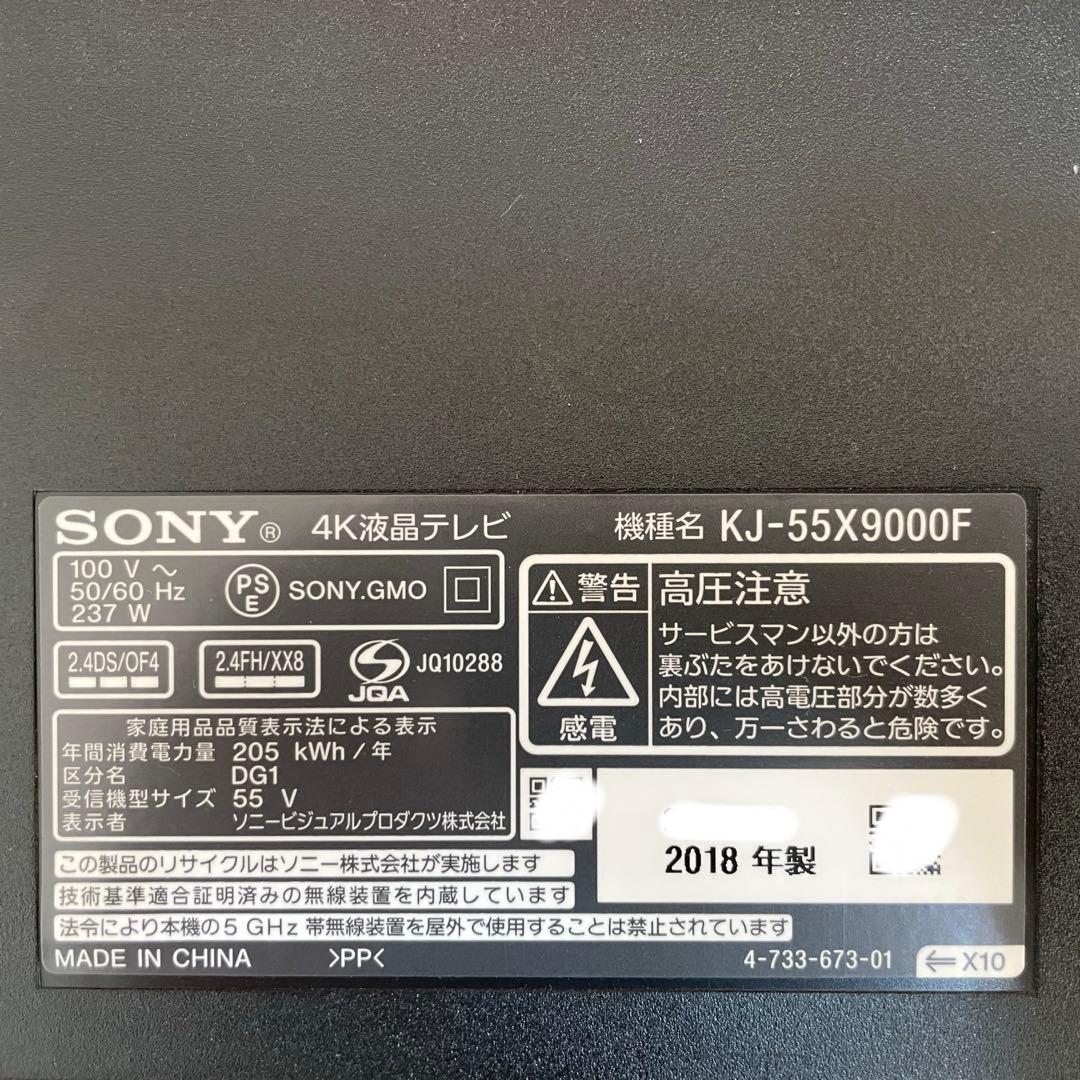 SONY® 4K液晶テレビ 機種名 KJ-55X9000F
100 V ～
50/60 Hz
237 W
PS
E
SONY.GMO
2.4DS/OF4
2.4FH/XX8
JQA
JQ10288
警告
感電
高圧注意
サービスマン以外の方は
裏ぶたをあけないでください。
内部には高電圧部分が数多く
あり、万一さわると危険です。
家庭用品品質表示法による表示
年間消費電力量 205 kWh / 年
区分名 DG1
受信機型サイズ 55 V
表示者 ソニービジュアルプロダクツ株式会社
2018 年製
この製品のリサイクルはソニー株式会社が実施します
技術基準適合証明済みの無線装置を内蔵しています
法令により本機の5 GHz 帯無線装置を屋外で使用することは禁止されています
MADE IN CHINA >PP< 4-733-673-01 ⇐X10